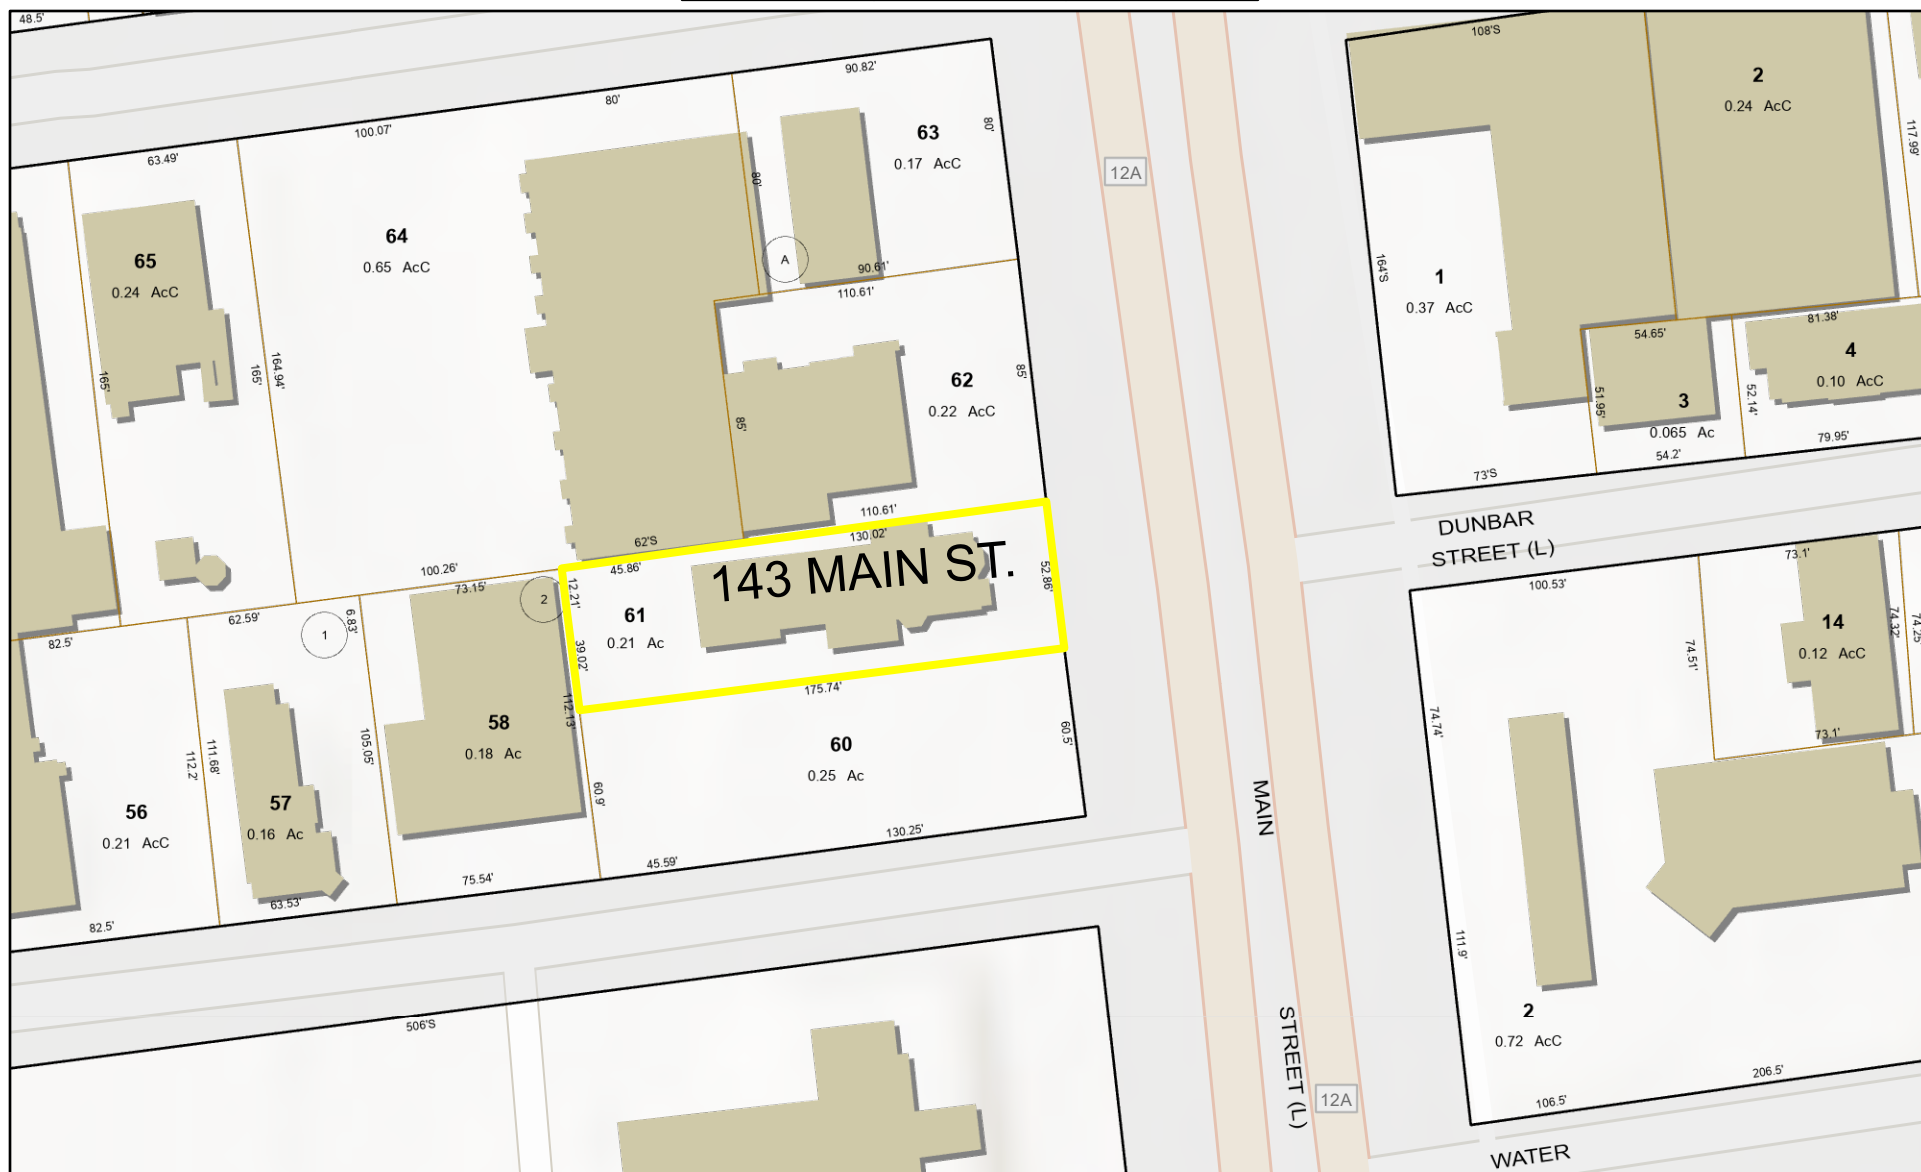 48.5'
108'S
90.82'
80'
100.07'
63.49'
80'
63
0.17 AcC
12A
2
0.24 AcC
117.99'
80'
64
0.65 AcC
65
0.24 AcC
A
90.61'
110.61'
164'S
1
0.37 AcC
165'
165'
164.94'
85'
62
0.22 AcC
85'
54.65'
81.38'
4
0.10 AcC
51.95'
3
0.065 Ac
52.14'
79.95'
54.2'
73'S
110.61'
130.02'
62'S
45.86'
143 MAIN ST.
52.86'
DUNBAR
STREET (L)
100.26'
73.15'
12.21'
2
61
0.21 Ac
39.02'
100.53'
73.1'
82.5'
62.59'
1
6.83'
175.74'
74.51'
14
0.12 AcC
74.32'
74.25'
112.2'
111.68'
105.05'
58
0.18 Ac
112.13'
60
0.25 Ac
60.5'
74.74'
73.1'
56
0.21 AcC
57
0.16 Ac
60.9'
130.25'
45.59'
75.54'
63.53'
82.5'
MAIN
STREET (L)
111.9'
2
0.72 AcC
506'S
12A
106.5'
206.5'
WATER